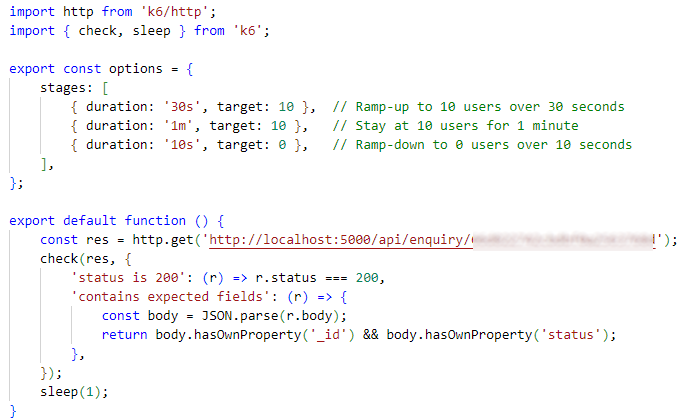 import http from 'k6/http';
import { check, sleep } from 'k6';
export const options = {
stages: [
{ duration: '30s', target: 10 },  // Ramp-up to 10 users over 30 seconds
{ duration: '1m', target: 10 },   // Stay at 10 users for 1 minute
{ duration: '10s', target: 0 },   // Ramp-down to 0 users over 10 seconds
],
};
export default function () {
const res = http.get('http://localhost:5000/api/enquiry/');
check(res, {
'status is 200': (r) => r.status === 200,
'contains expected fields': (r) => {
const body = JSON.parse(r.body);
return body.hasOwnProperty('_id') && body.hasOwnProperty('status');
},
});
sleep(1);
}